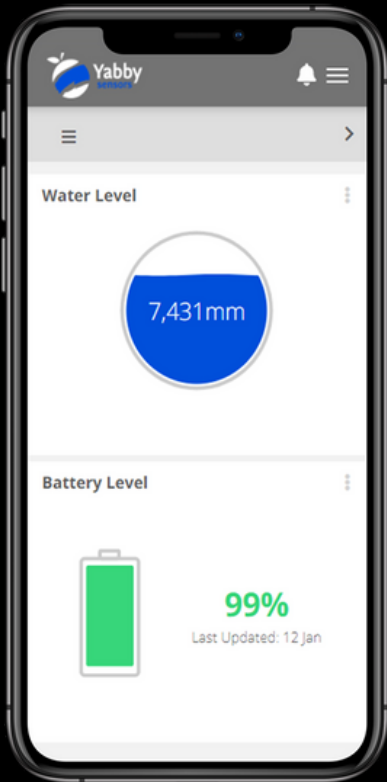 Yabby
sensors
Water Level
7,431mm
Battery Level
99%
Last Updated: 12 Jan